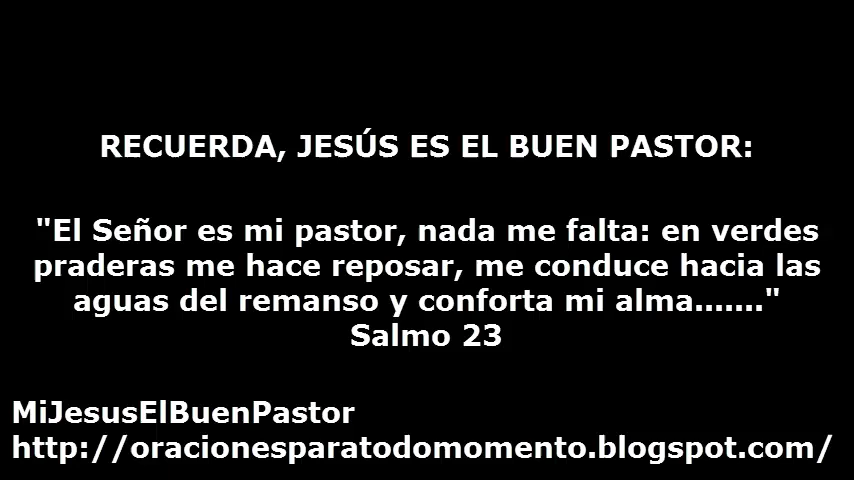 RECUERDA, JESÚS ES EL BUEN PASTOR:
"El Señor es mi pastor, nada me falta: en verdes
praderas me hace reposar, me conduce hacia las
aguas del remanso y conforta mi alma......."
Salmo 23
MiJesusElBuenPastor
http://oracionesparatodomomento.blogspot.com/